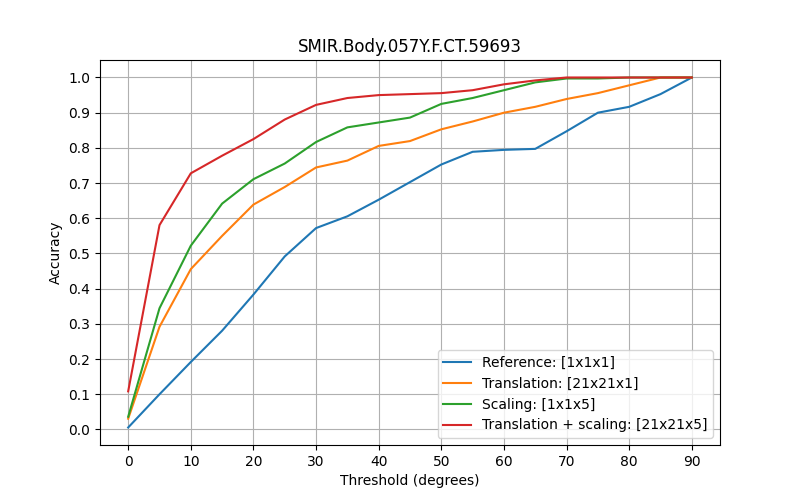 SMIR.Body.057Y.F.CT.59693
Accuracy
1.0
0.9
0.8
0.7
0.6
0.5
0.4
0.3
0.2
0.1
0.0
Reference: [1x1x1]
Translation: [21x21x1]
Scaling: [1x1x5]
Translation + scaling: [21x21x5]
0 10 20 30 40 50 60 70 80 90
Threshold (degrees)